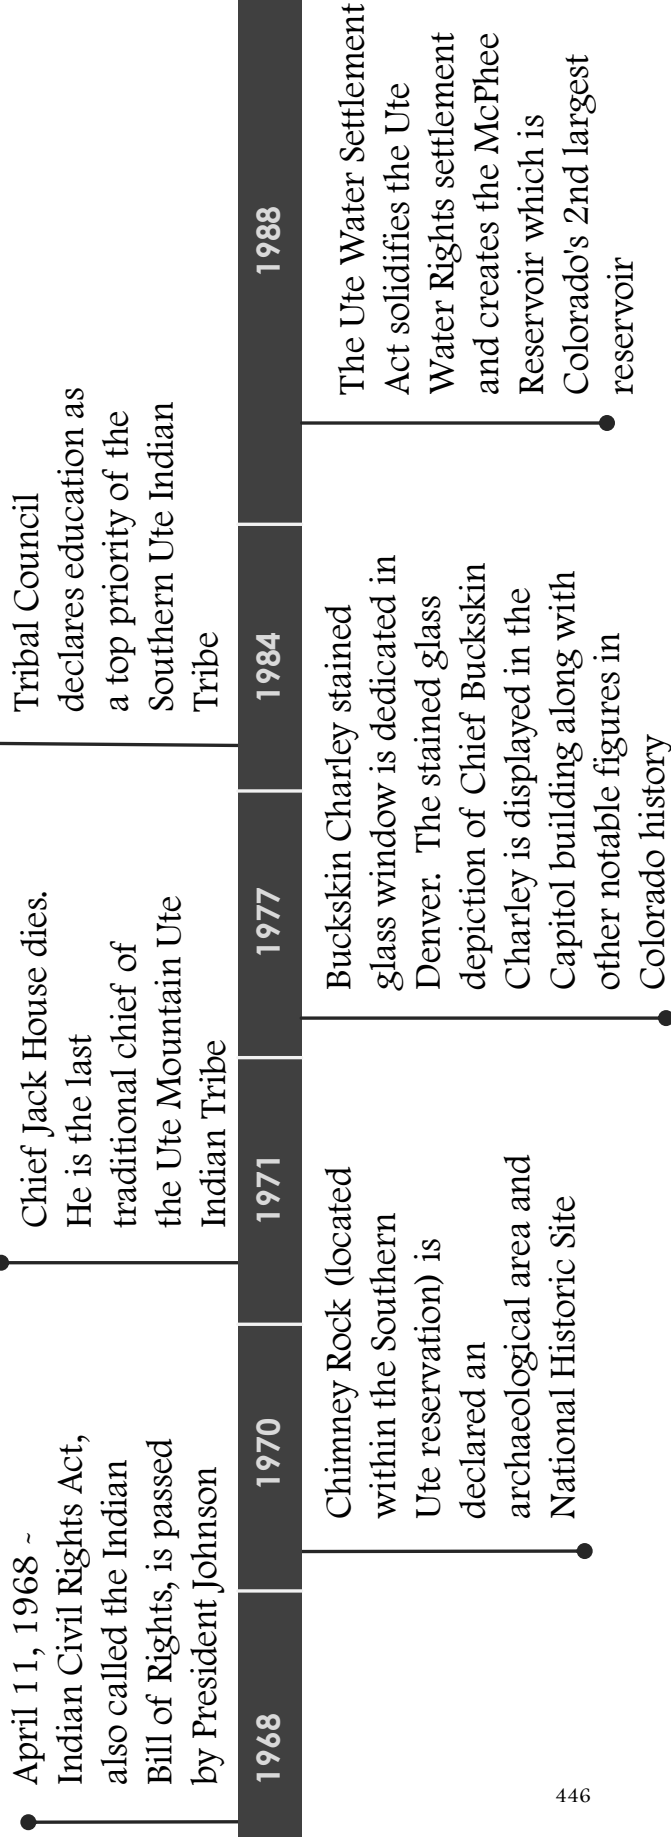 April 11, 1968 ~
Indian Civil Rights Act,
also called the Indian
Bill of Rights, is passed
by President Johnson
Chief Jack House dies.
He is the last
traditional chief of
the Ute Mountain Ute
Indian Tribe
Tribal Council
declares education as
a top priority of the
Southern Ute Indian
Tribe
1968
1970
1971
1977
1984
1988
Chimney Rock (located
within the Southern
Ute reservation) is
declared an
archaeological area and
National Historic Site
Buckskin Charley stained
glass window is dedicated in
Denver. The stained glass
depiction of Chief Buckskin
Charley is displayed in the
Capitol building along with
other notable figures in
Colorado history
The Ute Water Settlement
Act solidifies the Ute
Water Rights settlement
and creates the McPhee
Reservoir which is
Colorado's 2nd largest
reservoir
446